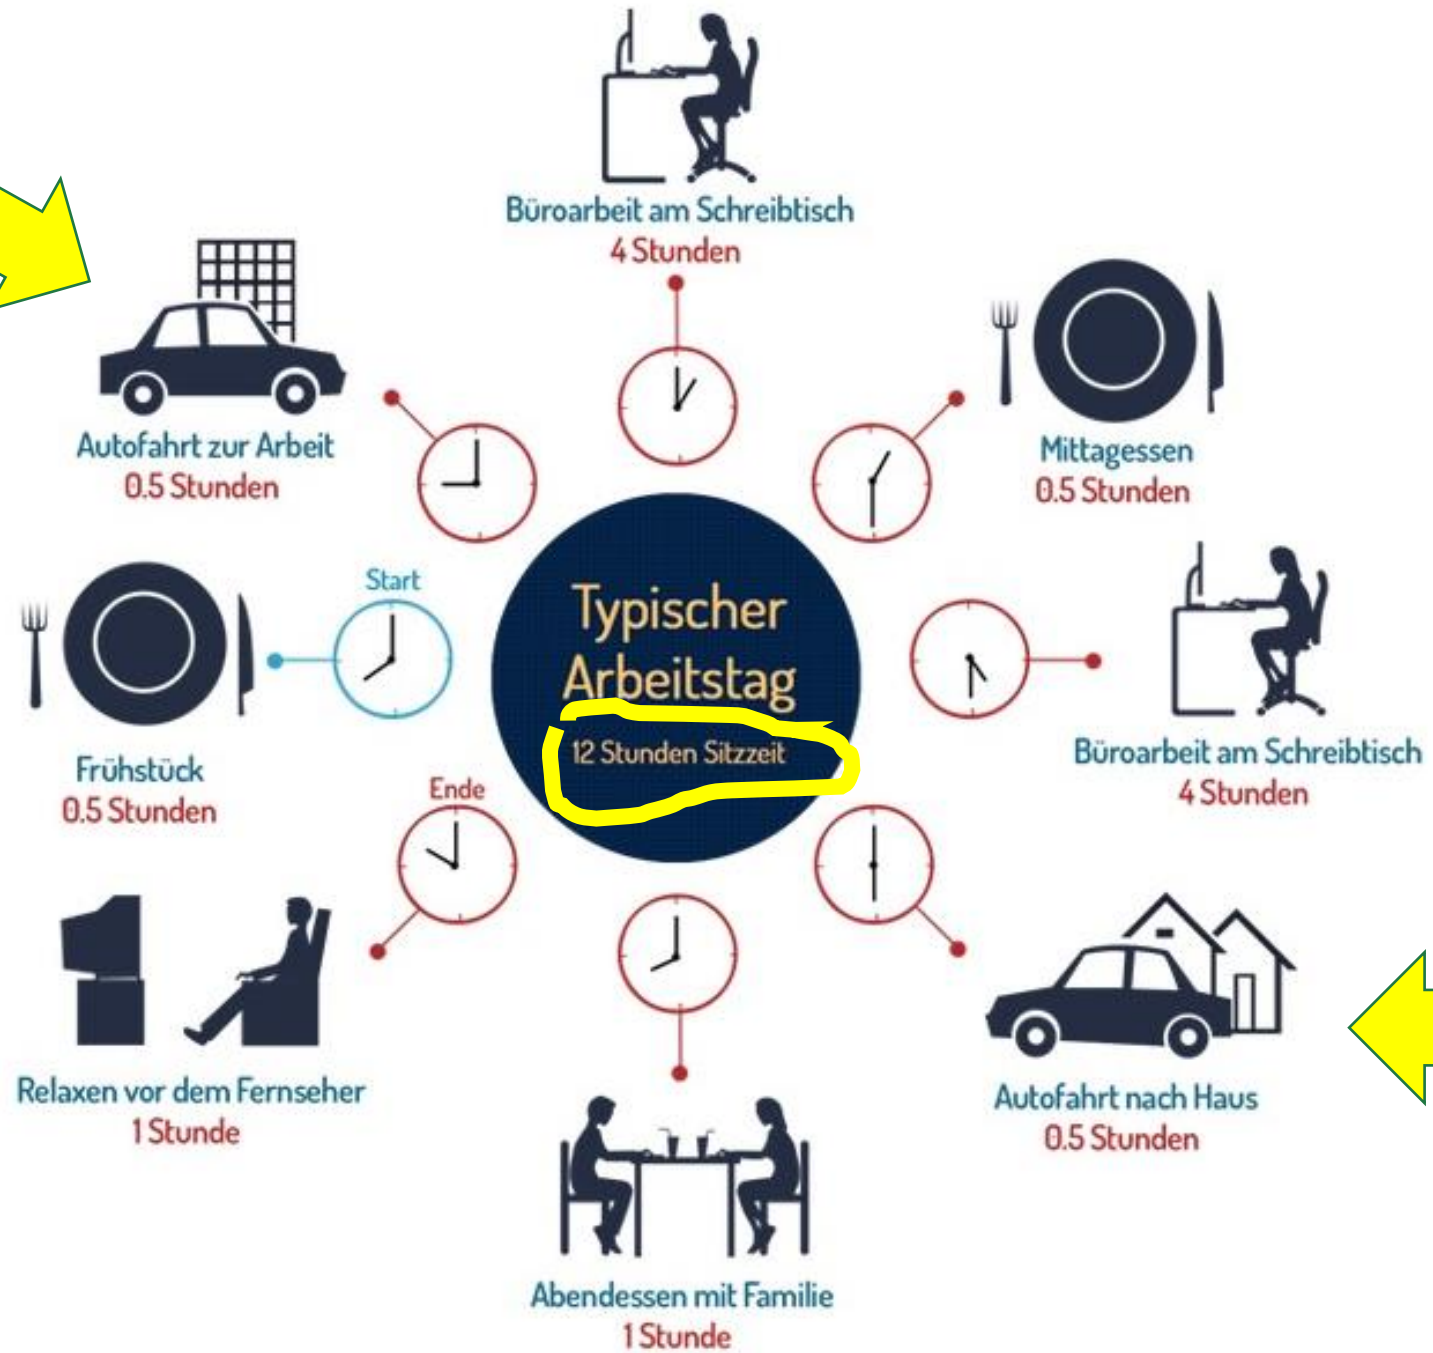 Büroarbeit am Schreibtisch
4 Stunden
Autofahrt zur Arbeit
0.5 Stunden
Mittagessen
0.5 Stunden
Start
Typischer
Arbeitstag
12 Stunden Sitzzeit
Frühstück
0.5 Stunden
Büroarbeit am Schreibtisch
4 Stunden
Ende
Relaxen vor dem Fernseher
1 Stunde
Autofahrt nach Haus
0.5 Stunden
Abendessen mit Familie
1 Stunde